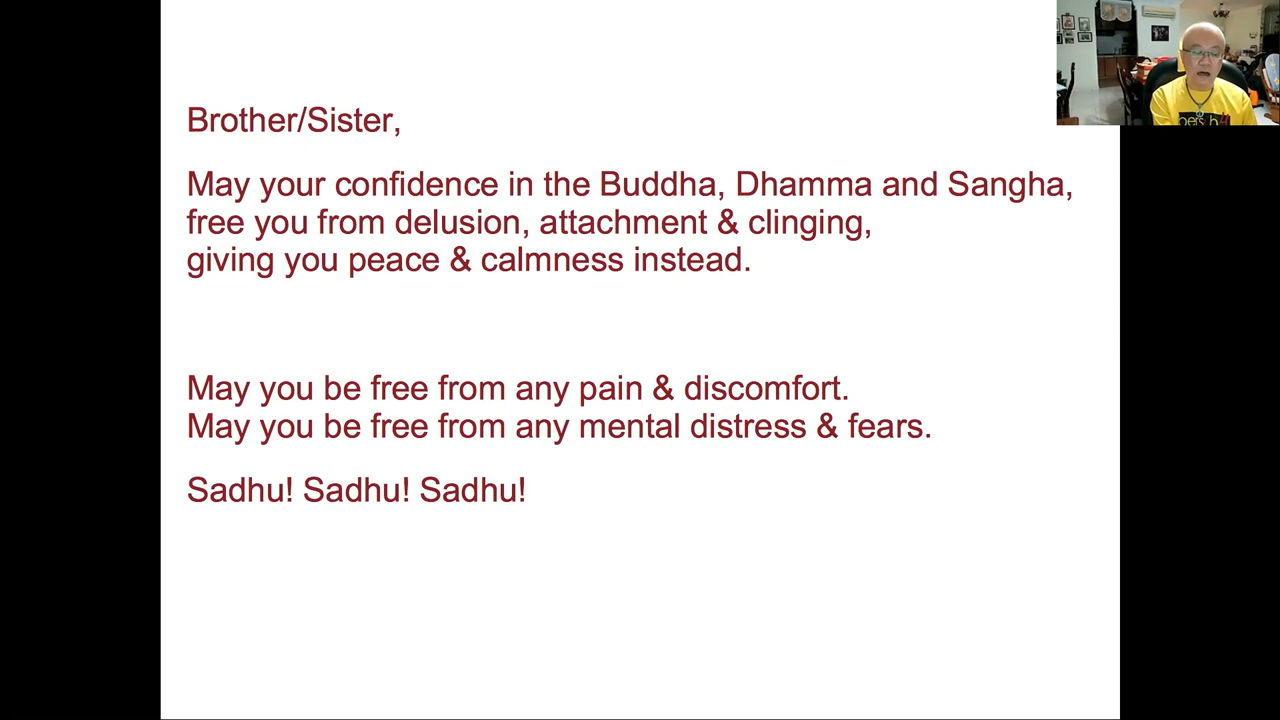 Brother/Sister,
May your confidence in the Buddha, Dhamma and Sangha,
free you from delusion, attachment & clinging,
giving you peace & calmness instead.
May you be free from any pain & discomfort.
May you be free from any mental distress & fears.
Sadhu! Sadhu! Sadhu!